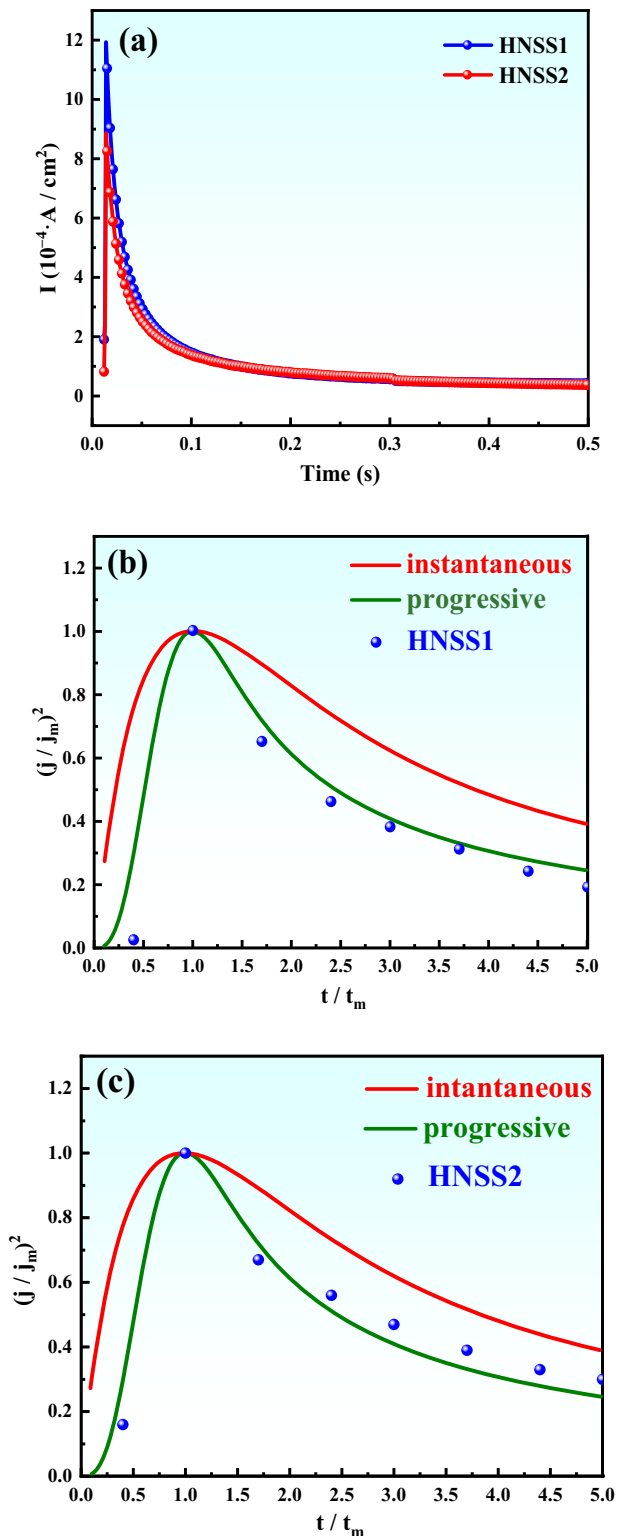 (a)
HNSS1
HNSS2
12
10
8
6
4
2
0
I (10⁻⁴·A / cm²)
0.0 0.1 0.2 0.3 0.4 0.5
Time (s)
(b)
instantaneous
progressive
HNSS1
1.2
1.0
0.8
0.6
0.4
0.2
0.0
(j / jₘ)²
0.0 0.5 1.0 1.5 2.0 2.5 3.0 3.5 4.0 4.5 5.0
t / tₘ
(c)
intantaneous
progressive
HNSS2
1.2
1.0
0.8
0.6
0.4
0.2
0.0
(j / jₘ)²
0.0 0.5 1.0 1.5 2.0 2.5 3.0 3.5 4.0 4.5 5.0
t / tₘ